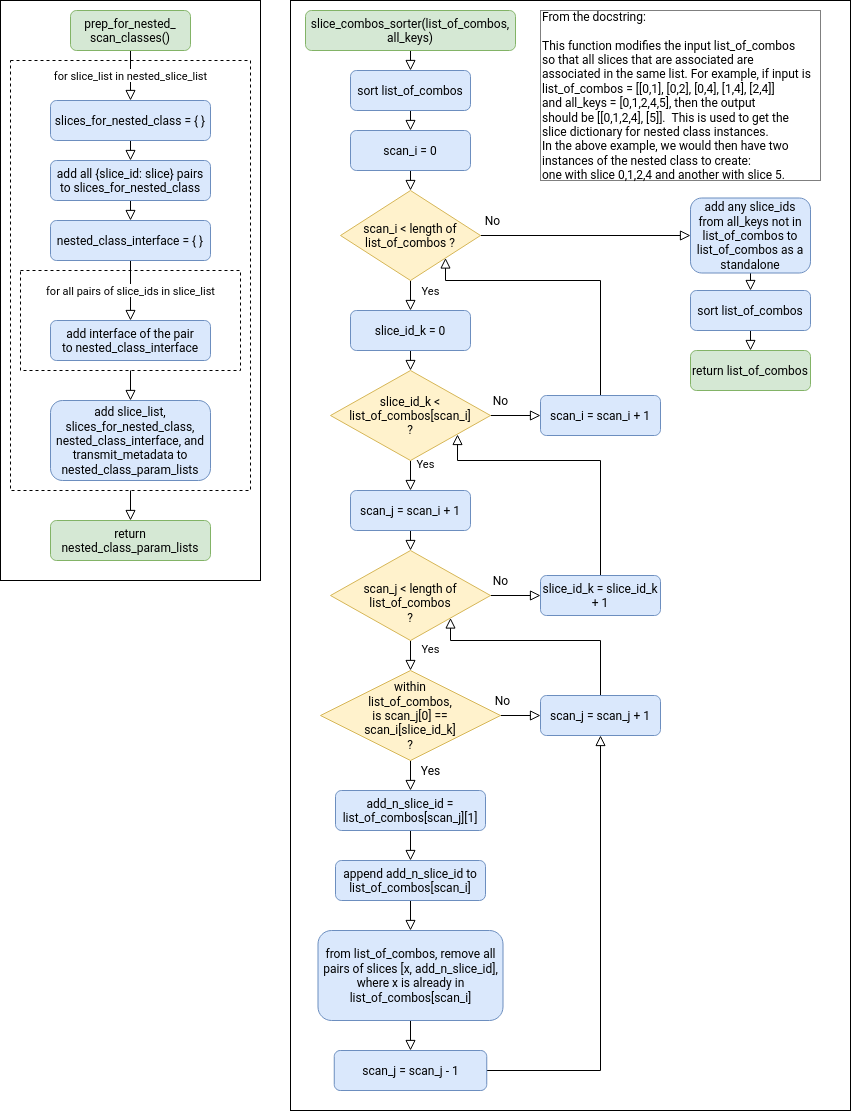 prep_for_nested_
scan_classes()
for slice_list in nested_slice_list
slices_for_nested_class = { }
add all {slice_id: slice} pairs
to slices_for_nested_class
nested_class_interface = { }
for all pairs of slice_ids in slice_list
add interface of the pair
to nested_class_interface
add slice_list,
slices_for_nested_class,
nested_class_interface, and
transmit_metadata to
nested_class_param_lists
return
nested_class_param_lists
slice_combos_sorter(list_of_combos,
all_keys)
sort list_of_combos
scan_i = 0
scan_i < length of
list_of_combos ?
No
Yes
slice_id_k = 0
slice_id_k <
list_of_combos[scan_i]
?
No
scan_i = scan_i + 1
Yes
scan_j = scan_i + 1
scan_j < length of
list_of_combos
?
No
slice_id_k = slice_id_k
+ 1
Yes
within
list_of_combos,
is scan_j[0] ==
scan_i[slice_id_k]
?
No
scan_j = scan_j + 1
Yes
add_n_slice_id =
list_of_combos[scan_j][1]
append add_n_slice_id to
list_of_combos[scan_i]
from list_of_combos, remove all
pairs of slices [x, add_n_slice_id],
where x is already in
list_of_combos[scan_i]
scan_j = scan_j - 1
From the docstring:
This function modifies the input list_of_combos
so that all slices that are associated are
associated in the same list. For example, if input is
list_of_combos = [[0,1], [0,2], [0,4], [1,4], [2,4]]
and all_keys = [0,1,2,4,5], then the output
should be [[0,1,2,4], [5]].  This is used to get the
slice dictionary for nested class instances.
In the above example, we would then have two
instances of the nested class to create:
one with slice 0,1,2,4 and another with slice 5.
add any slice_ids
from all_keys not in
list_of_combos to
list_of_combos as a
standalone
sort list_of_combos
return list_of_combos